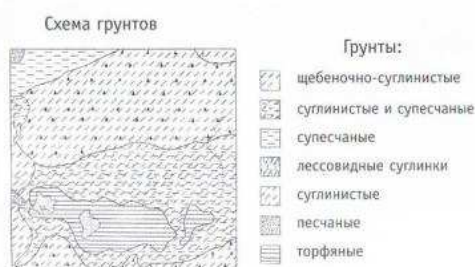 Схема грунтов
Грунты:
щебеночно-суглинистые
суглинистые и супесчаные
супесчаные
лессовидные суглинки
суглинистые
песчаные
торфяные